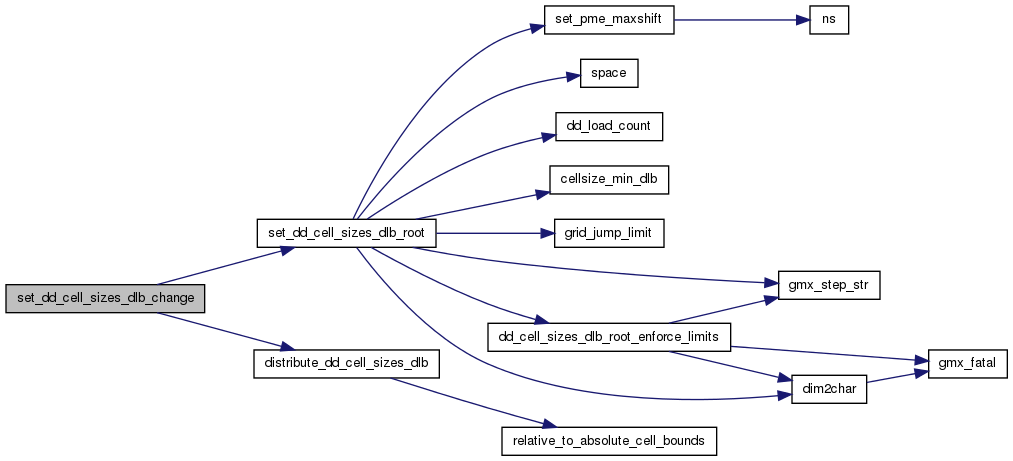 set_pme_maxshift
ns
space
dd_load_count
cellsize_min_dlb
set_dd_cell_sizes_dlb_root
grid_jump_limit
gmx_step_str
set_dd_cell_sizes_dlb_change
dd_cell_sizes_dlb_root_enforce_limits
distribute_dd_cell_sizes_dlb
gmx_fatal
dim2char
relative_to_absolute_cell_bounds